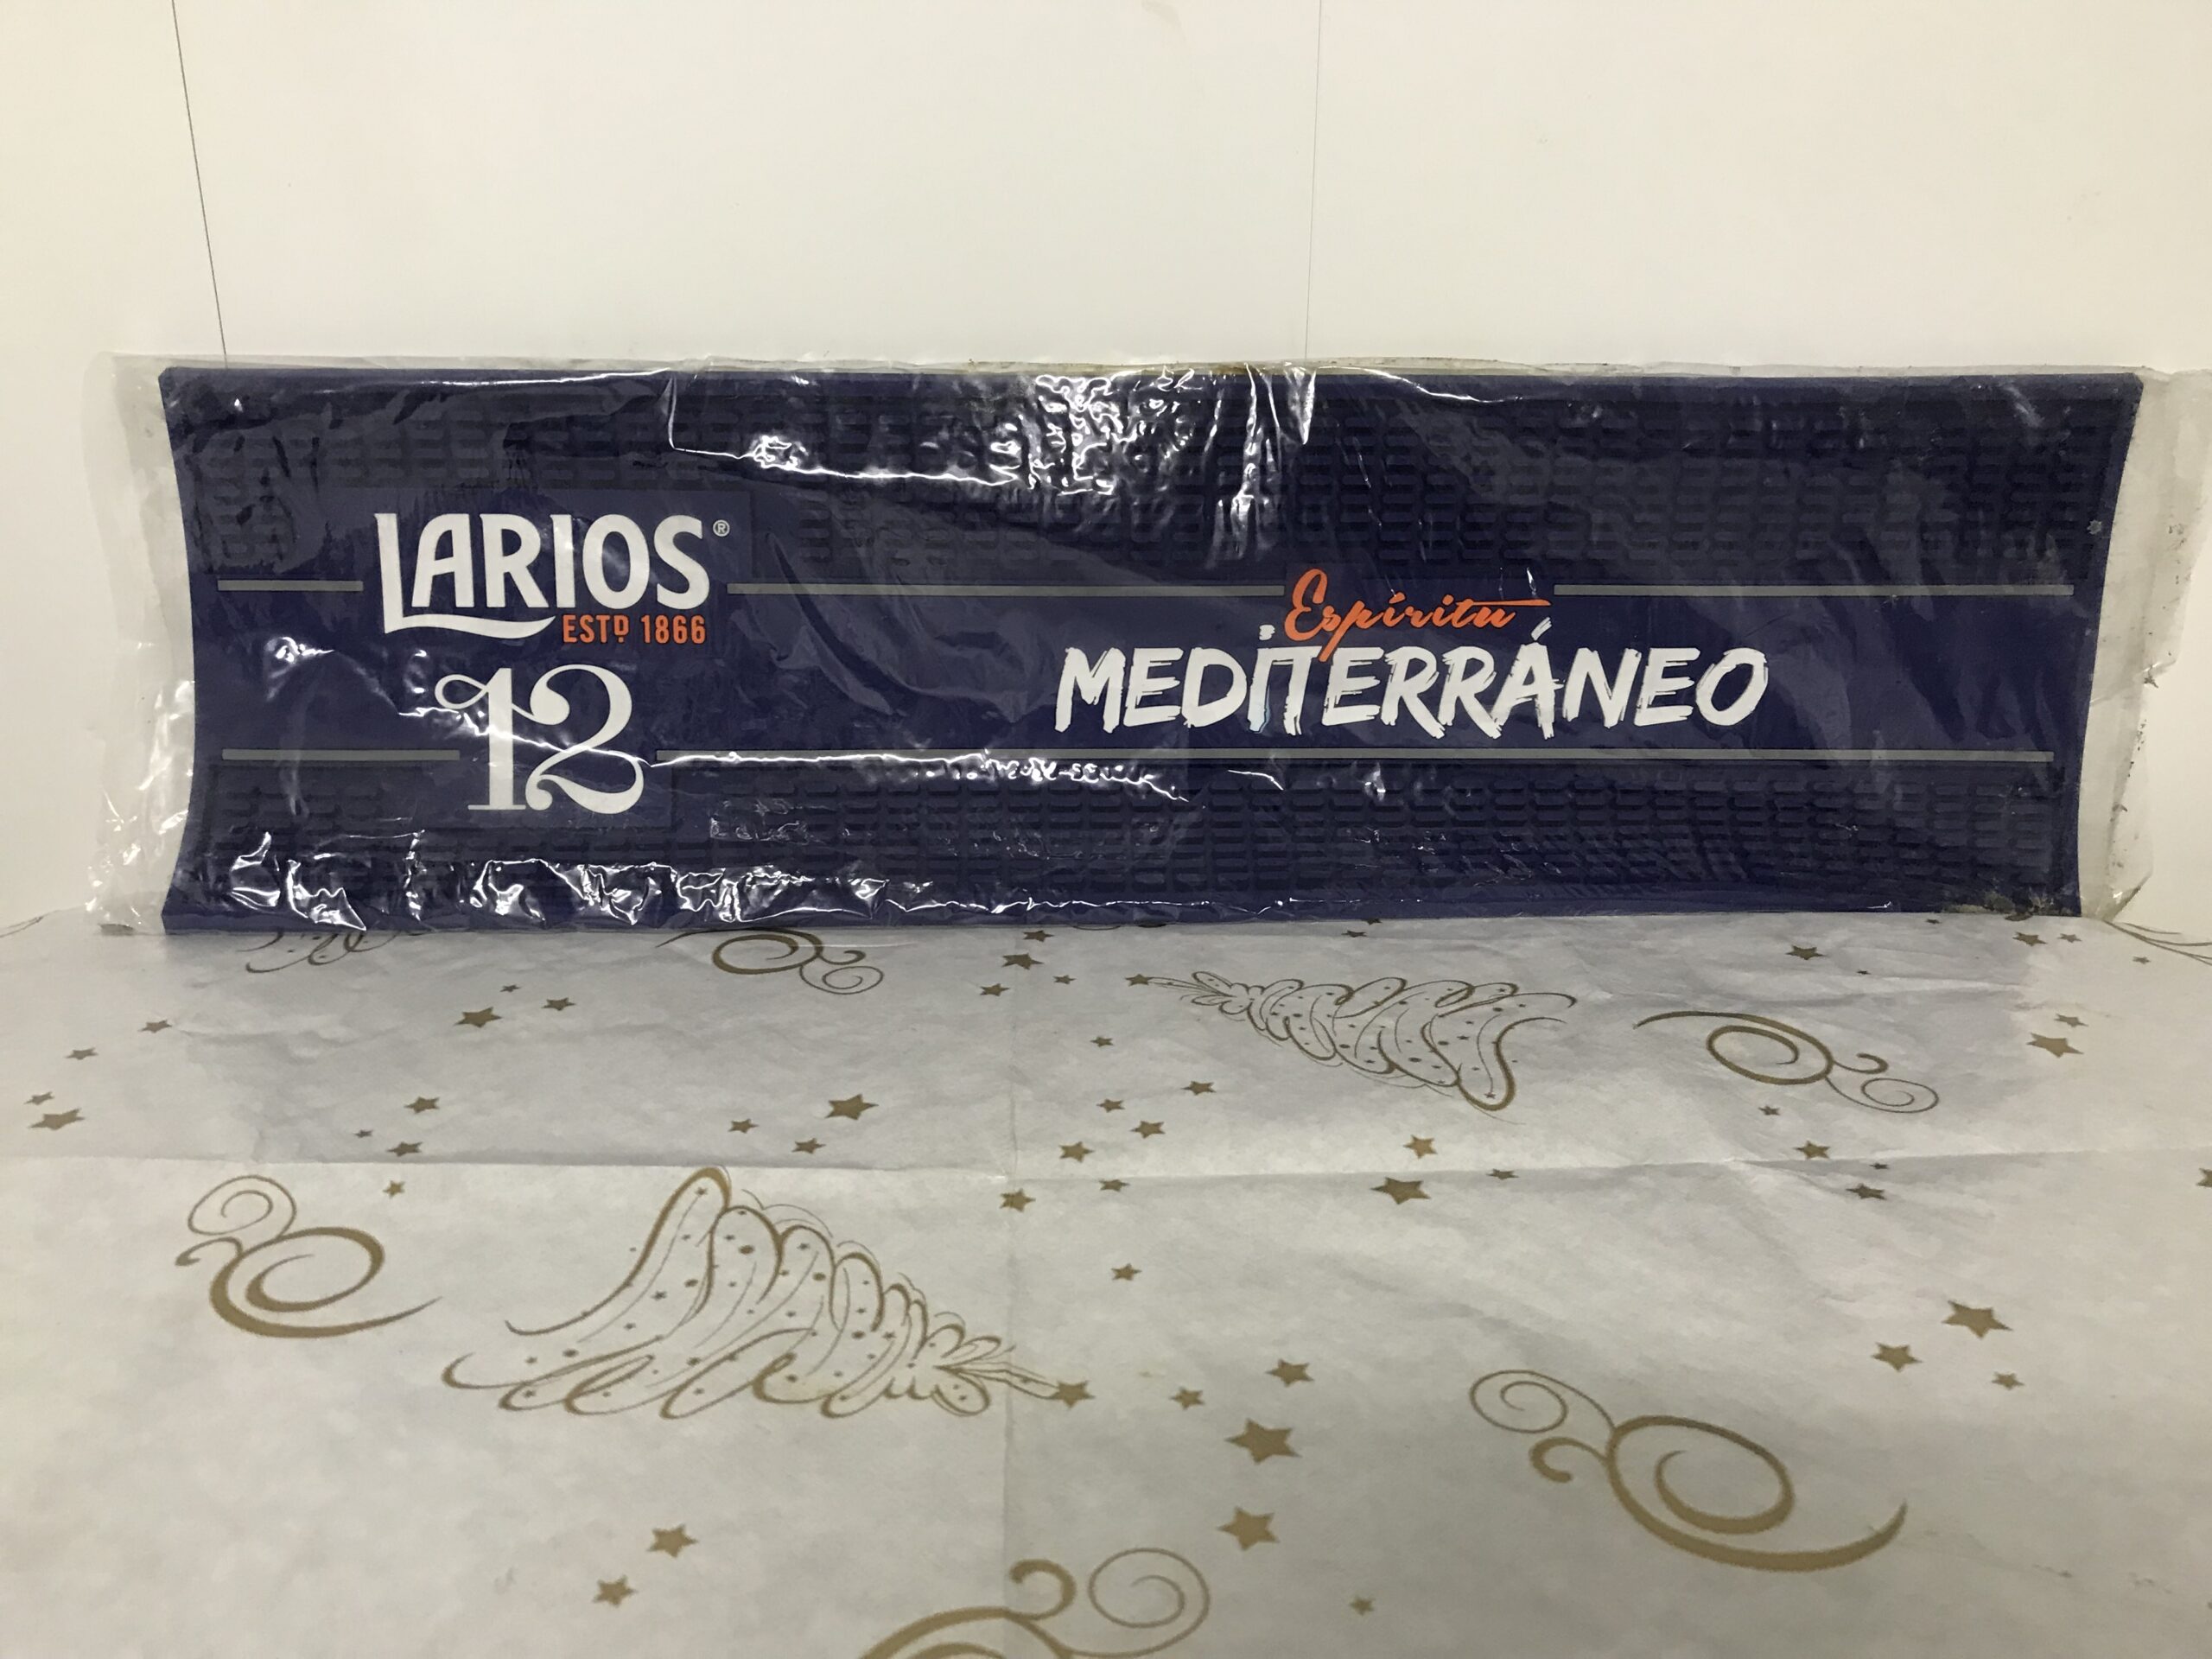 LARIOS®
ESTD 1866
12
Espíritu
MEDITERRÁNEO